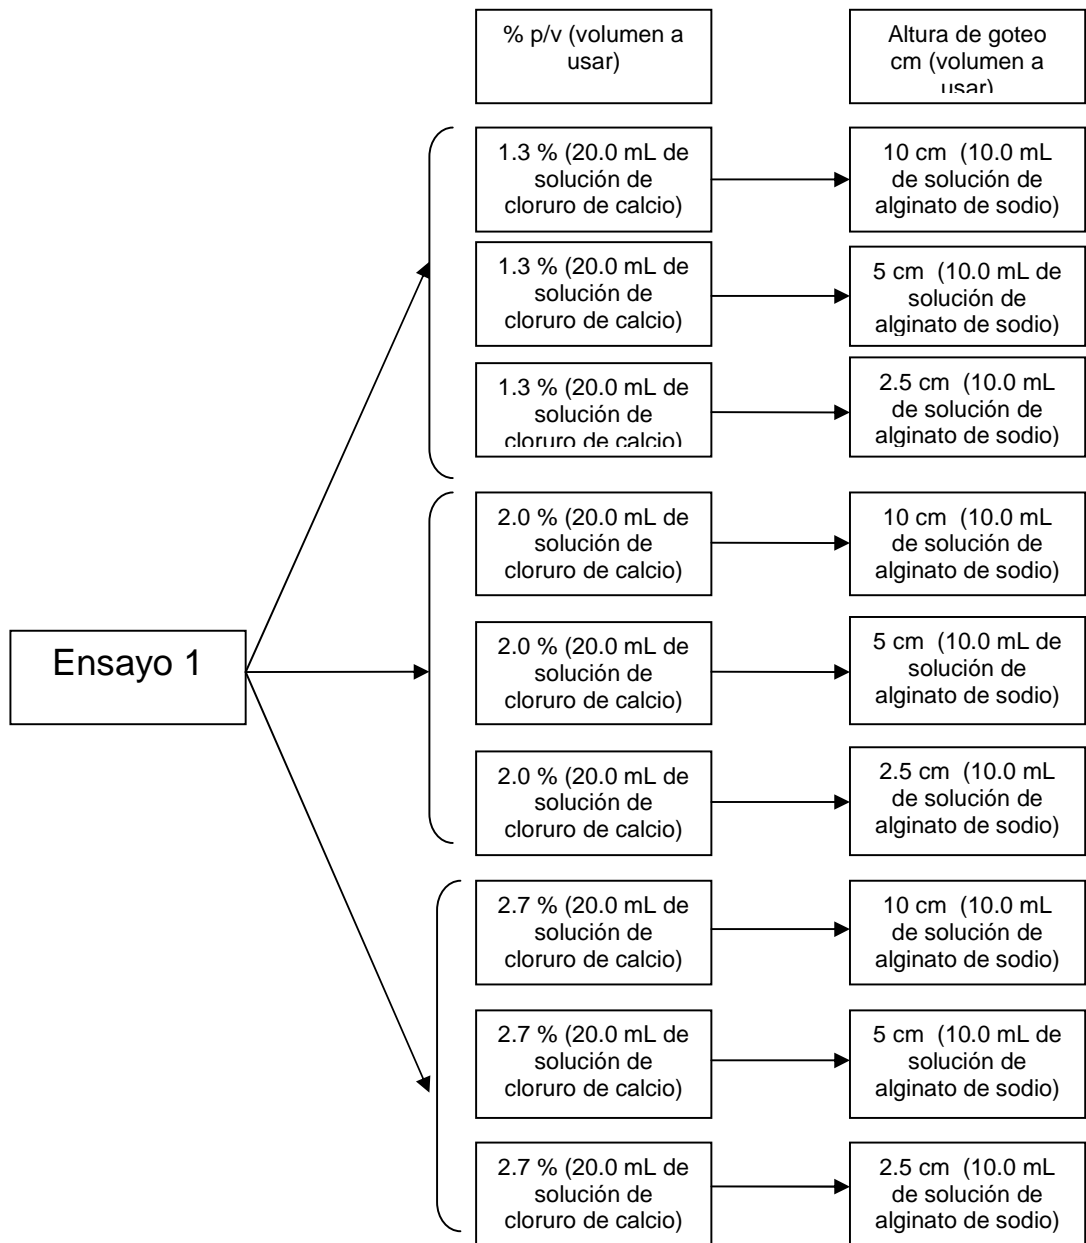 % p/v (volumen a
usar)
Altura de goteo
cm (volumen a
usar)
1.3 % (20.0 mL de
solución de
cloruro de calcio)
10 cm (10.0 mL
de solución de
alginato de sodio)
1.3 % (20.0 mL de
solución de
cloruro de calcio)
5 cm (10.0 mL de
solución de
alginato de sodio)
1.3 % (20.0 mL de
solución de
cloruro de calcio)
2.5 cm (10.0 mL
de solución de
alginato de sodio)
2.0 % (20.0 mL de
solución de
cloruro de calcio)
10 cm (10.0 mL
de solución de
alginato de sodio)
Ensayo 1
2.0 % (20.0 mL de
solución de
cloruro de calcio)
5 cm (10.0 mL de
solución de
alginato de sodio)
2.0 % (20.0 mL de
solución de
cloruro de calcio)
2.5 cm (10.0 mL
de solución de
alginato de sodio)
2.7 % (20.0 mL de
solución de
cloruro de calcio)
10 cm (10.0 mL
de solución de
alginato de sodio)
2.7 % (20.0 mL de
solución de
cloruro de calcio)
5 cm (10.0 mL de
solución de
alginato de sodio)
2.7 % (20.0 mL de
solución de
cloruro de calcio)
2.5 cm (10.0 mL
de solución de
alginato de sodio)